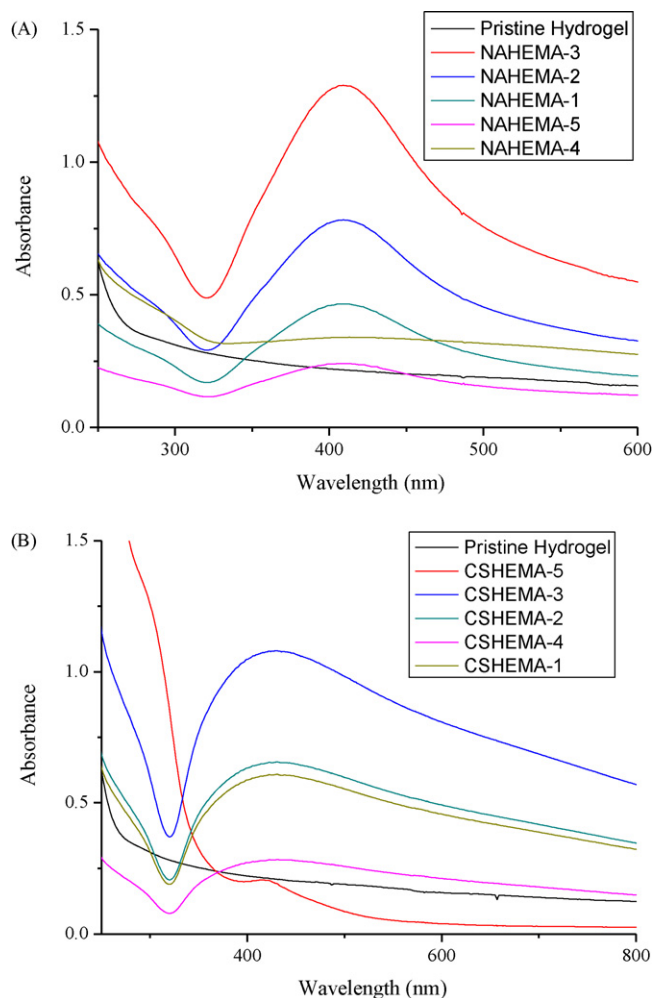 (A)
1.5
1.0
0.5
0.0
Absorbance
Pristine Hydrogel
NAHEMA-3
NAHEMA-2
NAHEMA-1
NAHEMA-5
NAHEMA-4
300
400
500
600
Wavelength (nm)
(B)
1.5
1.0
0.5
0.0
Absorbance
Pristine Hydrogel
CSHEMA-5
CSHEMA-3
CSHEMA-2
CSHEMA-4
CSHEMA-1
400
600
800
Wavelength (nm)